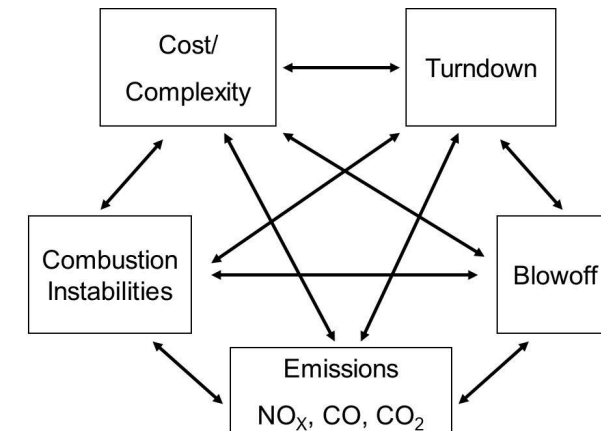 Cost/
Complexity
Turndown
Combustion
Instabilities
Blowoff
Emissions
NOₓ, CO, CO₂